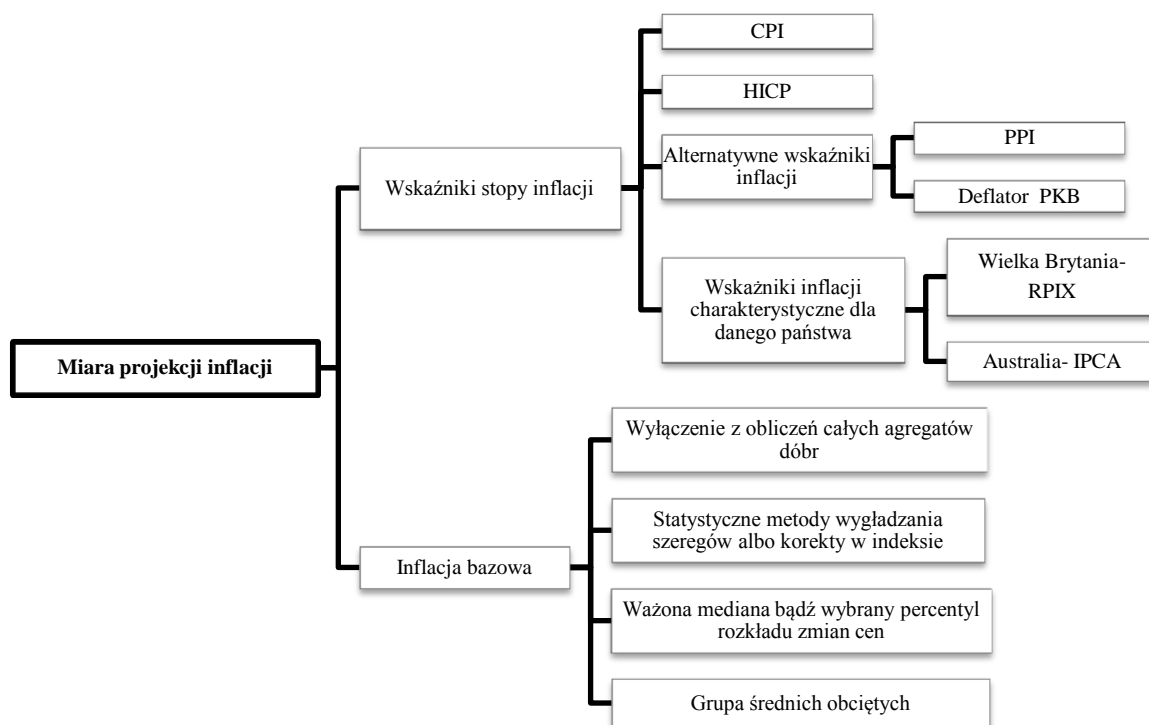 CPI
HICP
Alternatywne wskaźniki
inflacji
PPI
Deflator PKB
Wskaźniki stopy inflacji
Wskaźniki inflacji
charakterystyczne dla
danego państwa
Wielka Brytania-
RPIX
Australia- IPCA
Miara projekcji inflacji
Wyłączenie z obliczeń całych agregatów
dóbr
Statystyczne metody wygładzania
szeregów albo korekty w indeksie
Inflacja bazowa
Ważona mediana bądź wybrany percentyl
rozkładu zmian cen
Grupa średnich obciętych